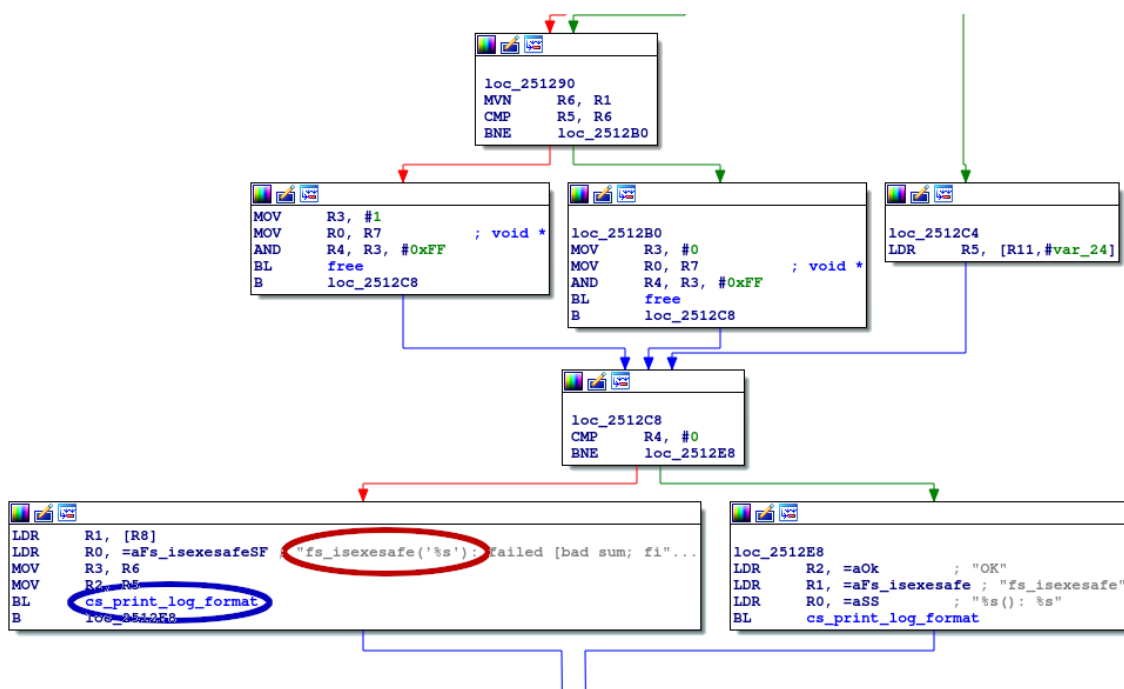 loc_251290
MVN R6, R1
CMP R5, R6
BNE loc_2512B0
MOV R3, #1
MOV R0, R7 ; void *
AND R4, R3, #0xFF
BL free
B loc_2512C8
loc_2512B0
MOV R3, #0
MOV R0, R7 ; void *
AND R4, R3, #0xFF
BL free
B loc_2512C8
loc_2512C4
LDR R5, [R11,#var_24]
loc_2512C8
CMP R4, #0
BNE loc_2512E8
LDR R1, [R8]
LDR R0, =aFs_isexesafeSF ; "fs_isexesafe('%s'): failed [bad sum; fi"...
MOV R3, R6
MOV R2, R5
BL cs_print_log_format
B loc_2512F8
loc_2512E8
LDR R2, =aOk ; "OK"
LDR R1, =aFs_isexesafe ; "fs_isexesafe"
LDR R0, =aSS ; "%s(): %s"
BL cs_print_log_format